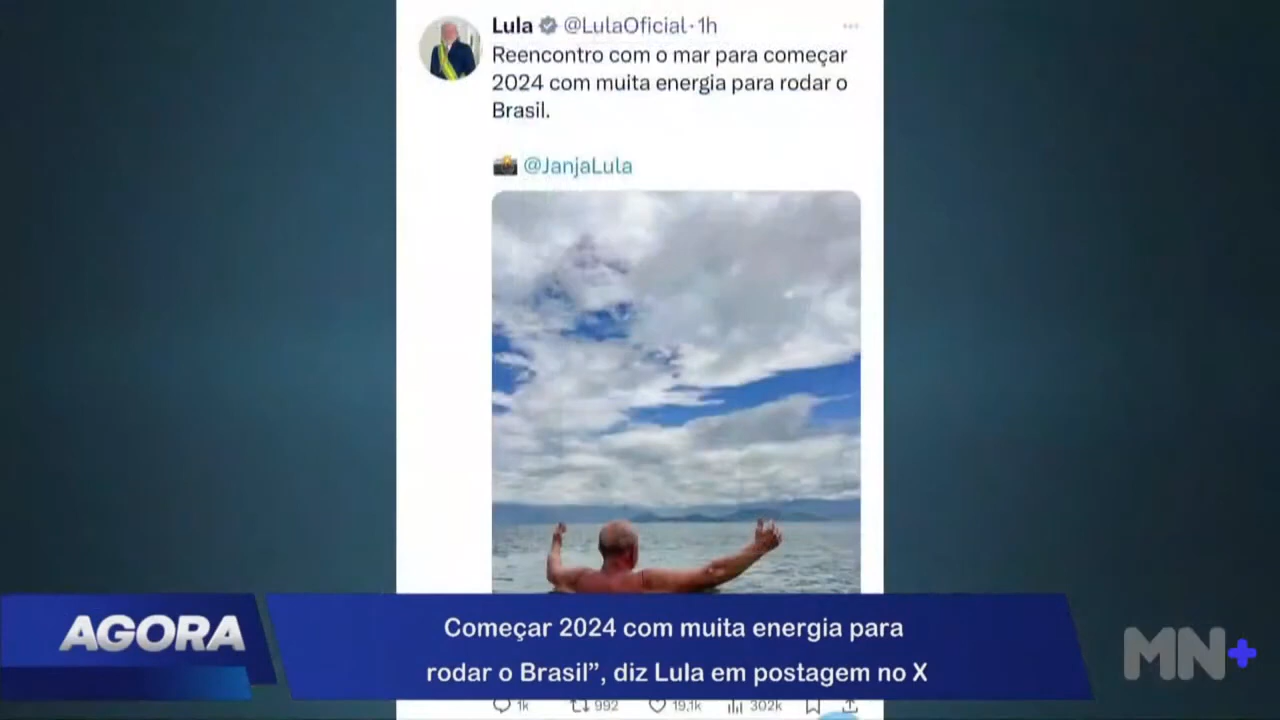 Lula @LulaOficial · 1h
Reencontro com o mar para começar
2024 com muita energia para rodar o
Brasil.
@JanjaLula
AGORA
Começar 2024 com muita energia para
rodar o Brasil”, diz Lula em postagem no X
MN+
1k 992 19,1k 302k